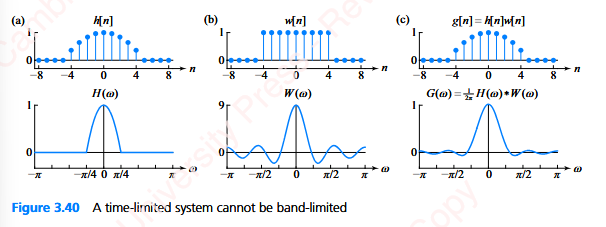 (a) h[n] (b) w[n] (c) g[n] = h[n]w[n]
1 1 1
0 0 0
-8 -4 0 4 8 n -8 -4 0 4 8 n -8 -4 0 4 8 n
H(ω) W(ω) G(ω) = 1/2π H(ω) * W(ω)
1 9 1
0 0 0
-π -π/4 0 π/4 π ω -π -π/2 0 π/2 π ω -π -π/2 0 π/2 π ω
Figure 3.40 A time-limited system cannot be band-limited